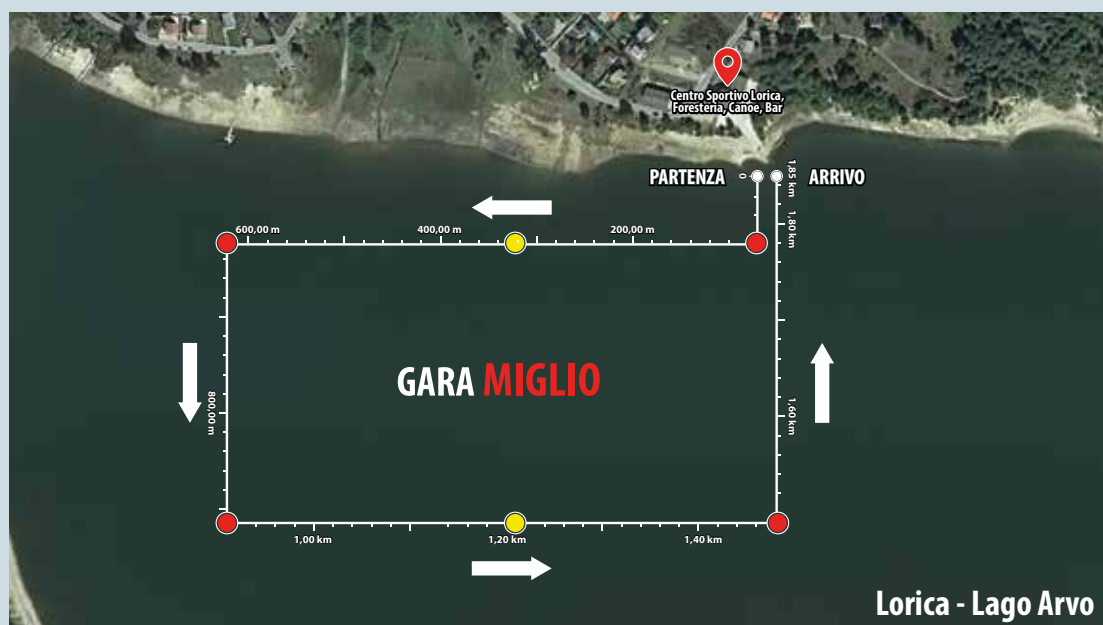 Centro Sportivo Lorica,
Foresteria, Canoe, Bar
PARTENZA
0
1,85 km
ARRIVO
1,80 km
600,00 m
400,00 m
200,00 m
GARA MIGLIO
800,00 m
1,60 km
1,00 km
1,20 km
1,40 km
Lorica - Lago Arvo